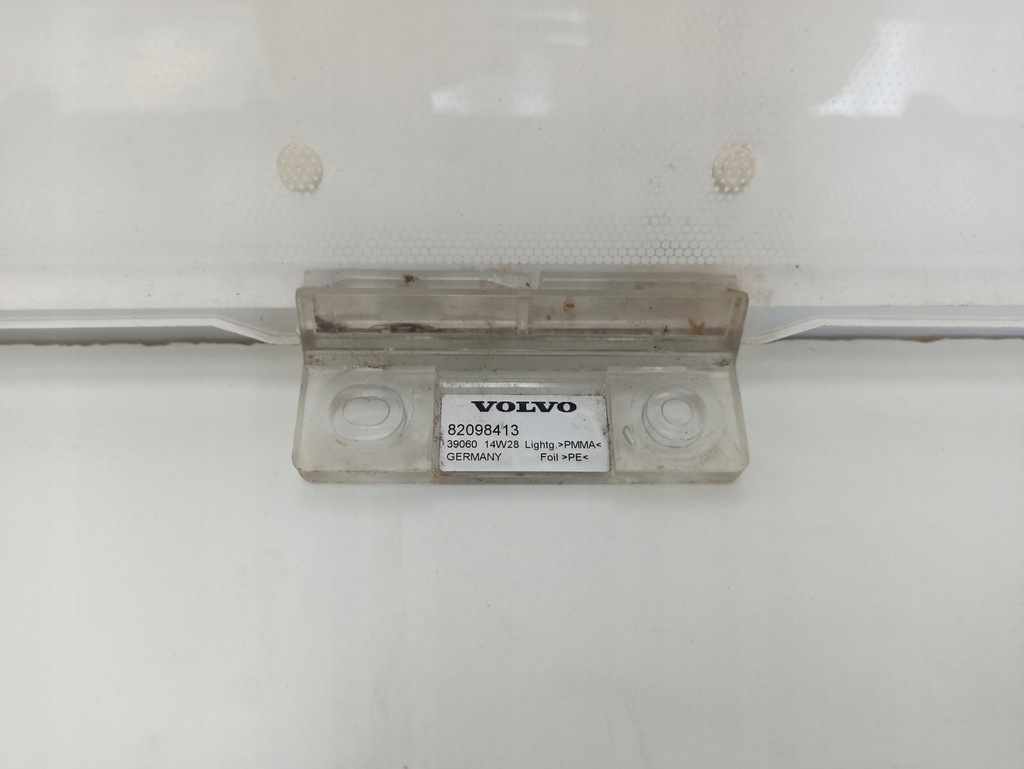 VOLVO
82098413
39060 14W28 Lightg.>PMMA<
GERMANY Foil >PE<